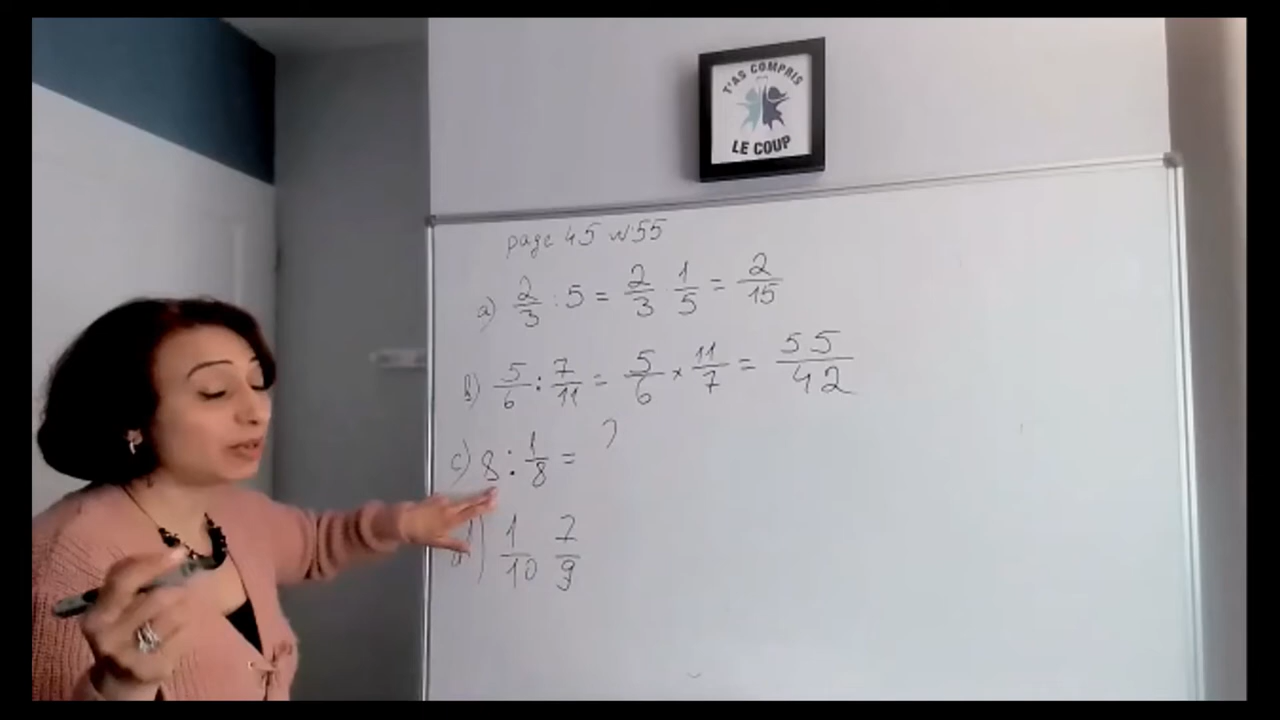 T'AS COMPRIS
LE COUP
page 45 n°55
a) 2/3 : 5 = 2/3 1/5 = 2/15
b) 5/6 : 7/11 = 5/6 × 11/7 = 55/42
c) 8 : 1/8 =
d) 1/10 7/9